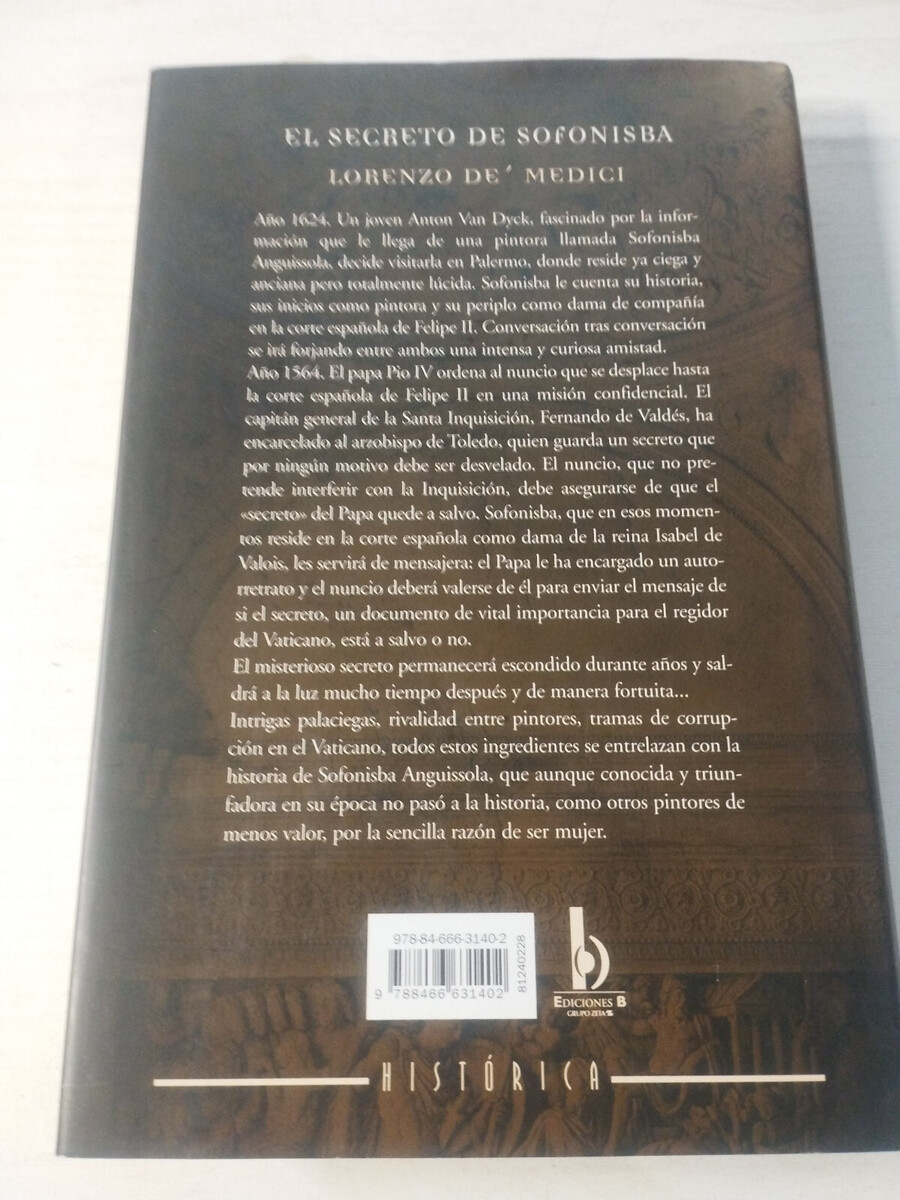 EL SECRETO DE SOFONISBA
LORENZO DE´ MEDICI
Año 1624. Un joven Anton Van Dyck, fascinado por la infor-
mación que le llega de una pintora llamada Sofonisba
Anguissola, decide visitarla en Palermo, donde reside ya ciega y
anciana pero totalmente lúcida. Sofonisba le cuenta su historia,
sus inicios como pintora y su periplo como dama de compañía
en la corte española de Felipe II. Conversación tras conversación
se irá forjando entre ambos una intensa y curiosa amistad.
Año 1564. El papa Pio IV ordena al nuncio que se desplace hasta
la corte española de Felipe II en una misión confidencial. El
capitán general de la Santa Inquisición, Fernando de Valdés, ha
encarcelado al arzobispo de Toledo, quien guarda un secreto que
por ningún motivo debe ser desvelado. El nuncio, que no pre-
tende interferir con la Inquisición, debe asegurarse de que el
«secreto» del Papa quede a salvo. Sofonisba, que en esos momen-
tos reside en la corte española como dama de la reina Isabel de
Valois, les servirá de mensajera: el Papa le ha encargado un auto-
rretrato y el nuncio deberá valerse de él para enviar el mensaje de
si el secreto, un documento de vital importancia para el regidor
del Vaticano, está a salvo o no.
El misterioso secreto permanecerá escondido durante años y sal-
drá a la luz mucho tiempo después y de manera fortuita...
Intrigas palaciegas, rivalidad entre pintores, tramas de corrup-
ción en el Vaticano, todos estos ingredientes se entrelazan con la
historia de Sofonisba Anguissola, que aunque conocida y triun-
fadora en su época no pasó a la historia, como otros pintores de
menos valor, por la sencilla razón de ser mujer.
978-84-666-3140-2
9 788466 631402
81240228
EDICIONES B
GRUPO ZETA
HISTÓRICA